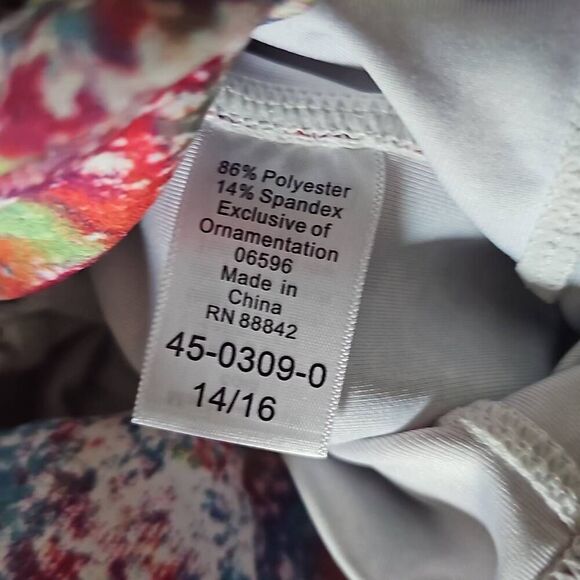 86% Polyester
14% Spandex
Exclusive of
Ornamentation
06596
Made in
China
RN 88842
45-0309-0
14/16